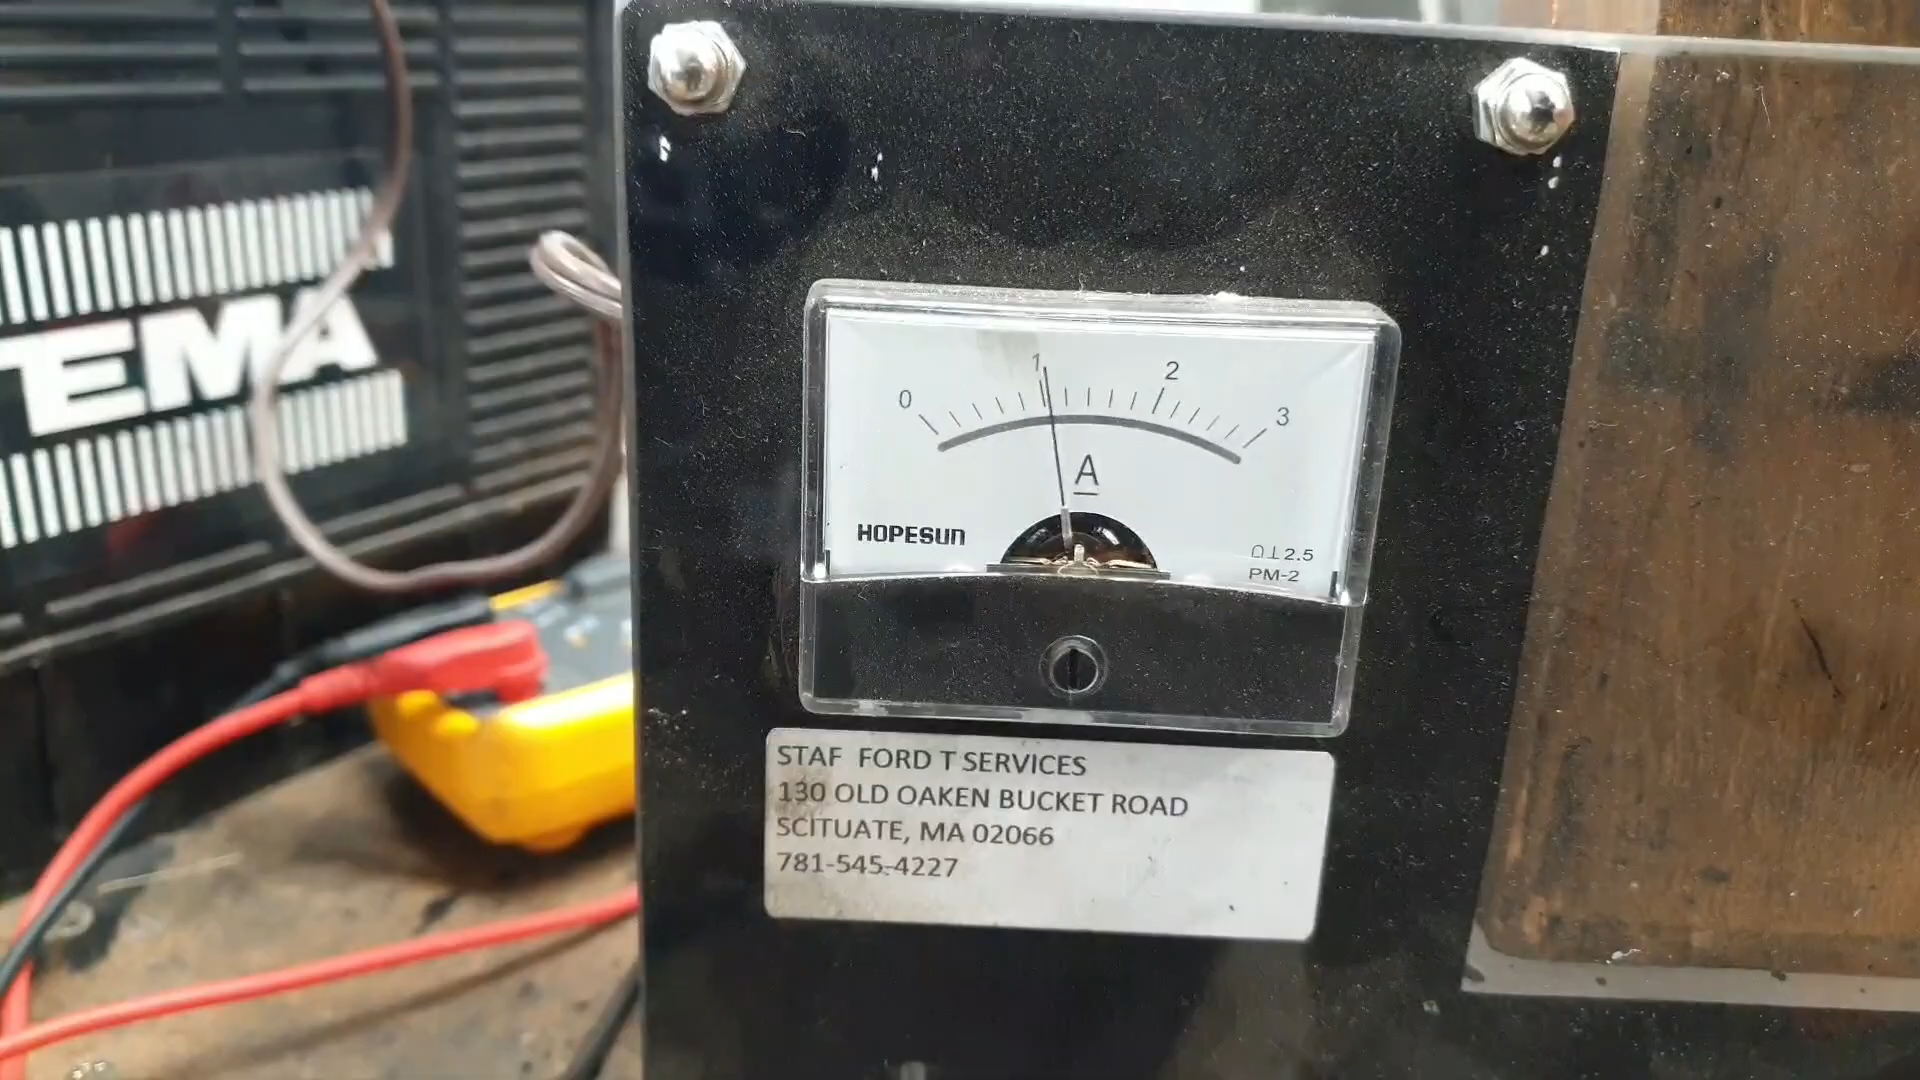 TEMA
0 1 2 3
A
HOPESUN
Ω⊥2.5
PM-2
STAF FORD T SERVICES
130 OLD OAKEN BUCKET ROAD
SCITUATE, MA 02066
781-545-4227